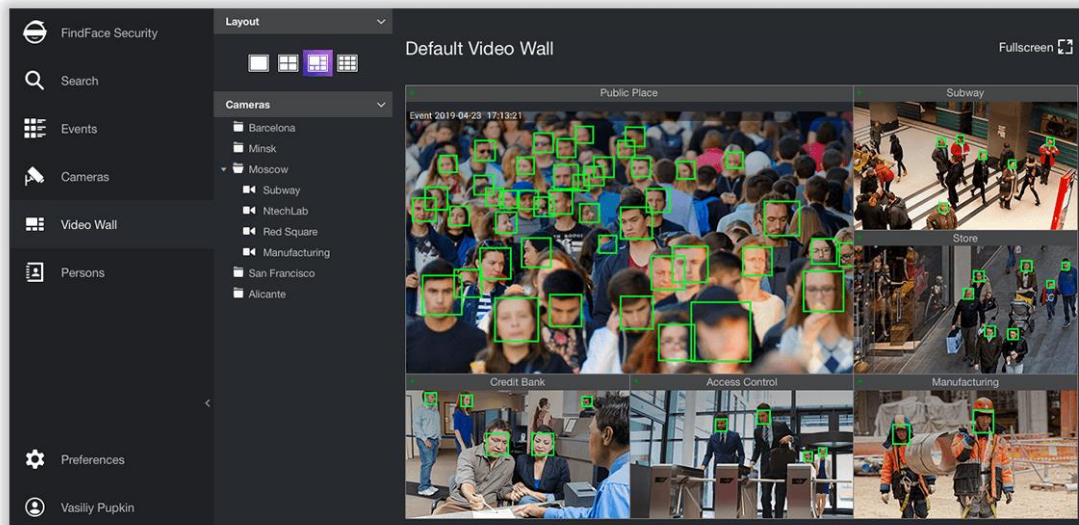 FindFace Security
Search
Events
Cameras
Video Wall
Persons
Preferences
Vasiliy Pupkin
Layout
Cameras
Barcelona
Minsk
Moscow
Subway
NtechLab
Red Square
Manufacturing
San Francisco
Alicante
Default Video Wall
Fullscreen
Public Place
Event 2019-04-23 17:13:21
Subway
Store
Credit Bank
Access Control
Manufacturing